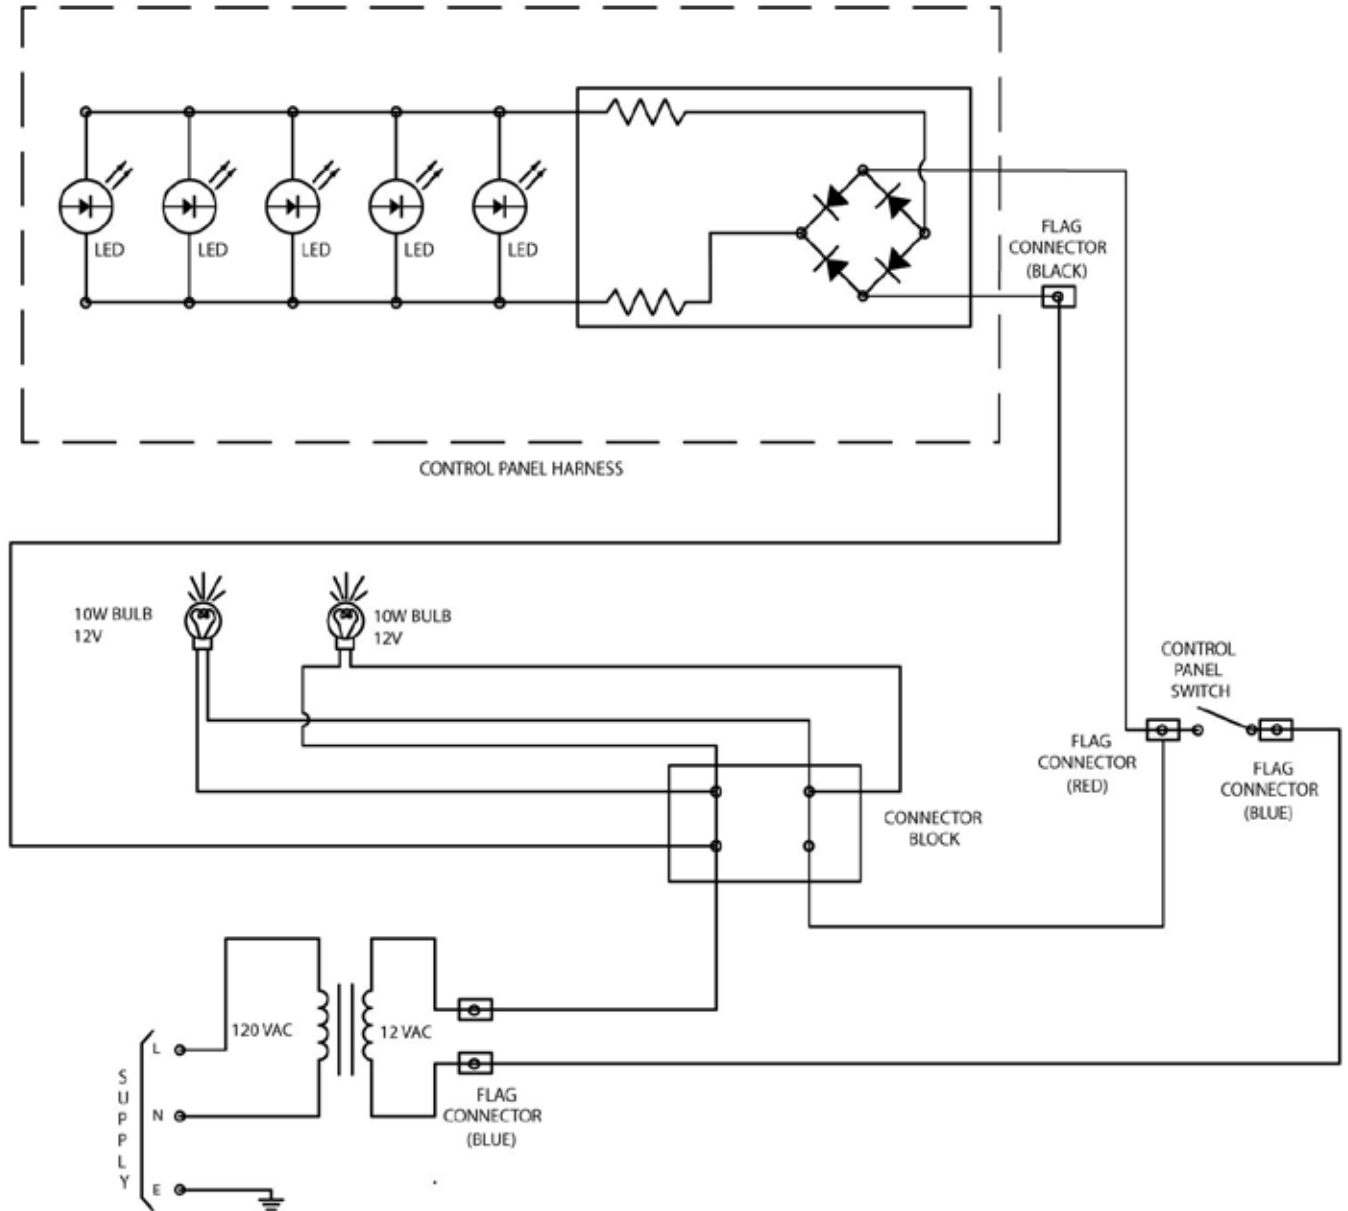 LED
LED
LED
LED
LED
FLAG
CONNECTOR
(BLACK)
CONTROL PANEL HARNESS
10W BULB
12V
10W BULB
12V
CONTROL
PANEL
SWITCH
FLAG
CONNECTOR
(RED)
FLAG
CONNECTOR
(BLUE)
CONNECTOR
BLOCK
120 VAC
12 VAC
L
N
E
SUPPLY
FLAG
CONNECTOR
(BLUE)